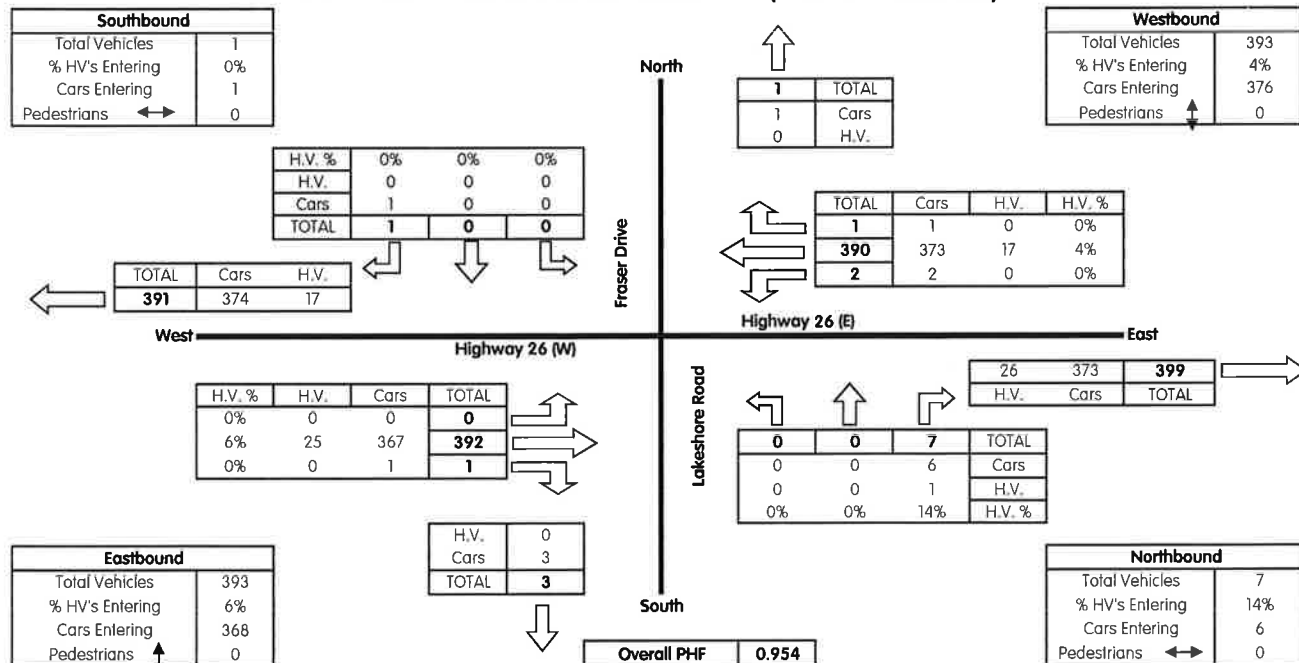 Southbound
Total Vehicles 1
% HV's Entering 0%
Cars Entering 1
Pedestrians 0
Westbound
Total Vehicles 393
% HV's Entering 4%
Cars Entering 376
Pedestrians 0
North
1 TOTAL
1 Cars
0 H.V.
H.V. % 0% 0% 0%
H.V. 0 0 0
Cars 1 0 0
TOTAL 1 0 0
Fraser Drive
TOTAL Cars H.V. H.V. %
1 1 0 0%
390 373 17 4%
2 2 0 0%
TOTAL Cars H.V.
391 374 17
West
Highway 26 (W)
Highway 26 (E)
East
H.V. % H.V. Cars TOTAL
0% 0 0 0
6% 25 367 392
0% 0 1 1
Lakeshore Road
26 373 399
H.V. Cars TOTAL
0 0 7 TOTAL
0 0 6 Cars
0 0 1 H.V.
0% 0% 14% H.V. %
H.V. 0
Cars 3
TOTAL 3
South
Eastbound
Total Vehicles 393
% HV's Entering 6%
Cars Entering 368
Pedestrians 0
Overall PHF 0.954
Northbound
Total Vehicles 7
% HV's Entering 14%
Cars Entering 6
Pedestrians 0